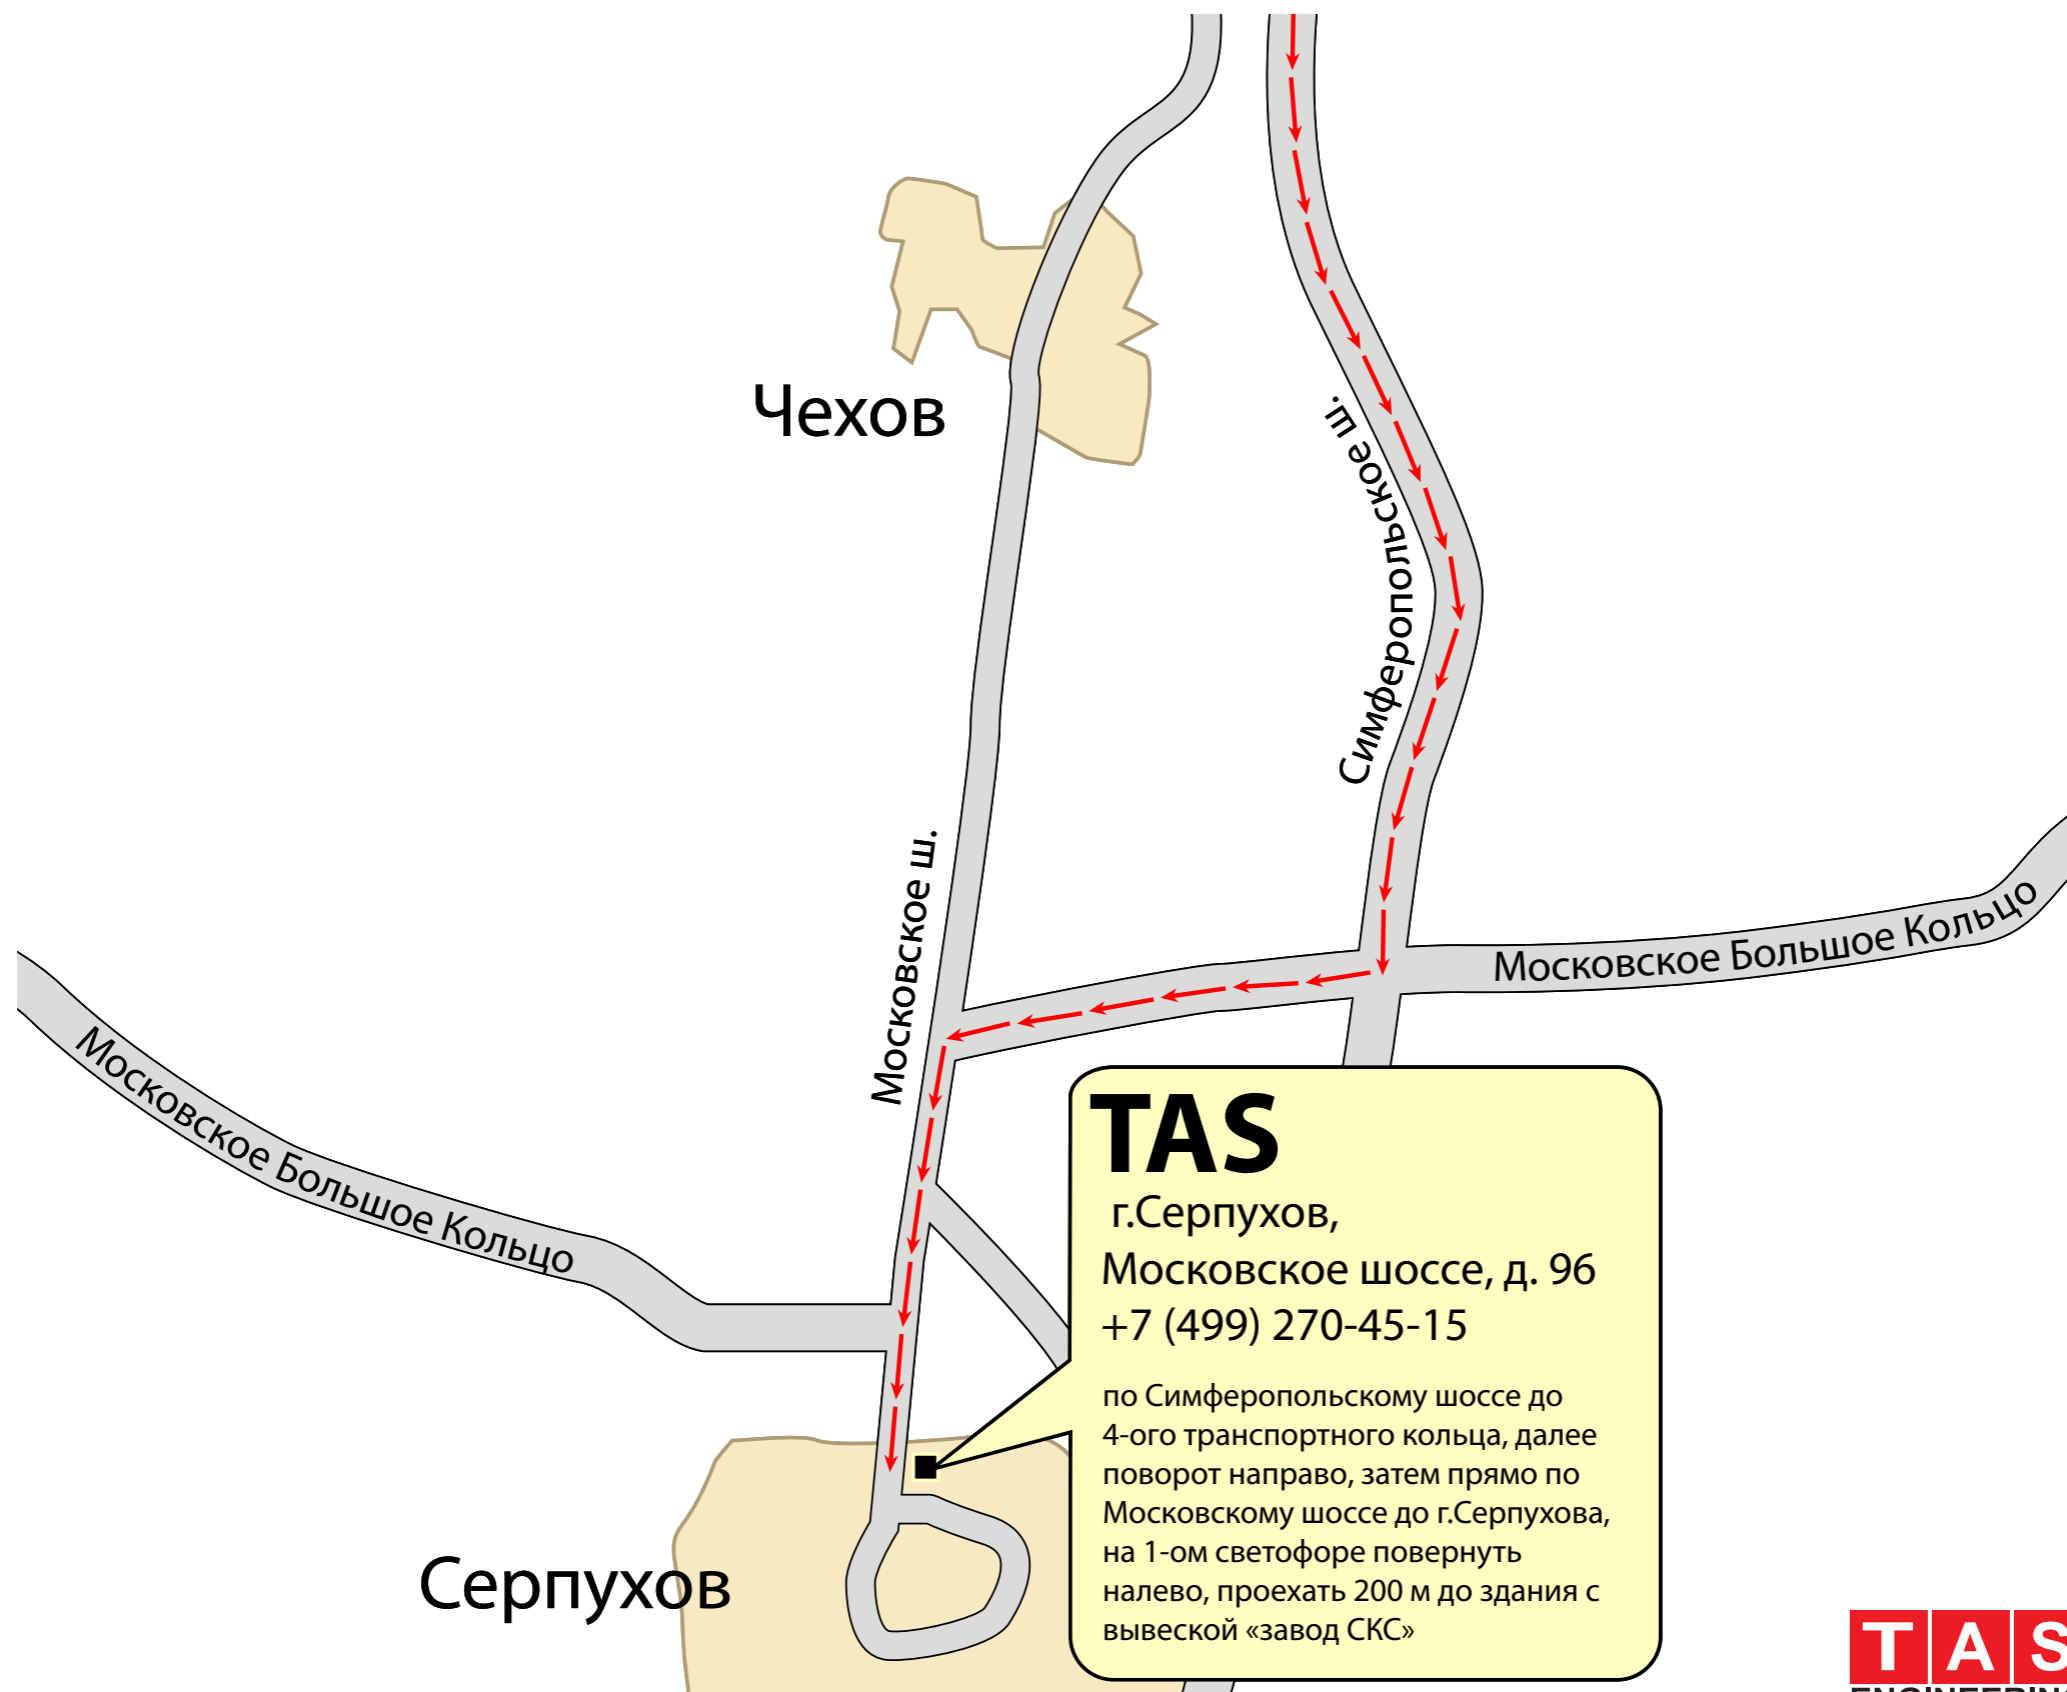 Чехов
Симферопольское ш.
Московское ш.
Московское Большое Кольцо
Московское Большое Кольцо
TAS
г.Серпухов,
Московское шоссе, д. 96
+7 (499) 270-45-15
по Симферопольскому шоссе до
4-ого транспортного кольца, далее
поворот направо, затем прямо по
Московскому шоссе до г.Серпухова,
на 1-ом светофоре повернуть
налево, проехать 200 м до здания с
вывеской «завод СКС»
Серпухов
TAS